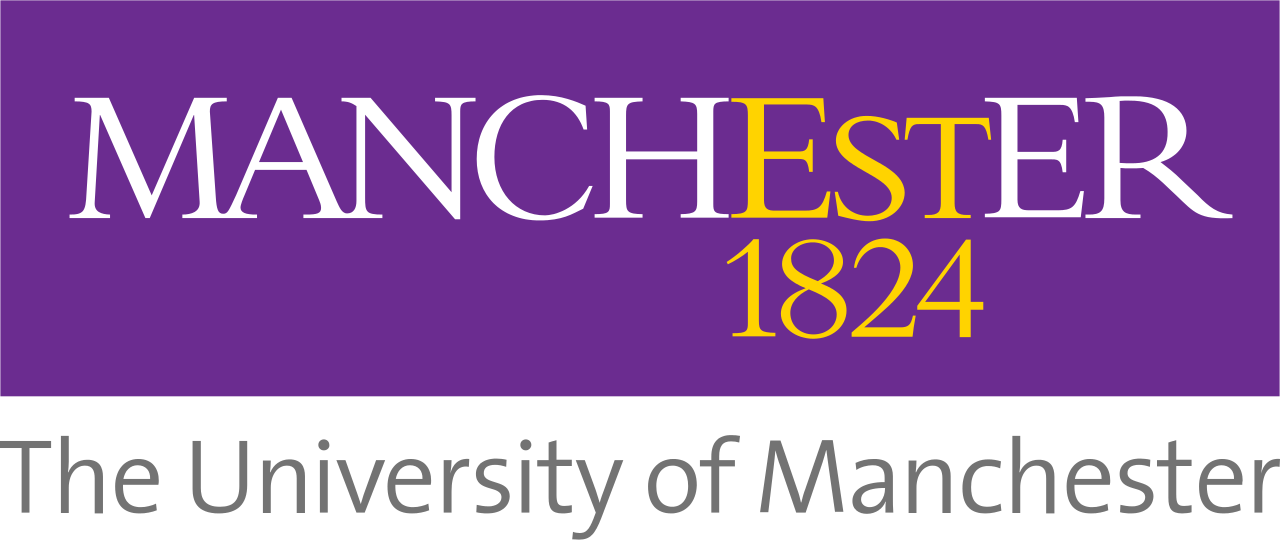 MANCHEsTER
1824
The University of Manchester